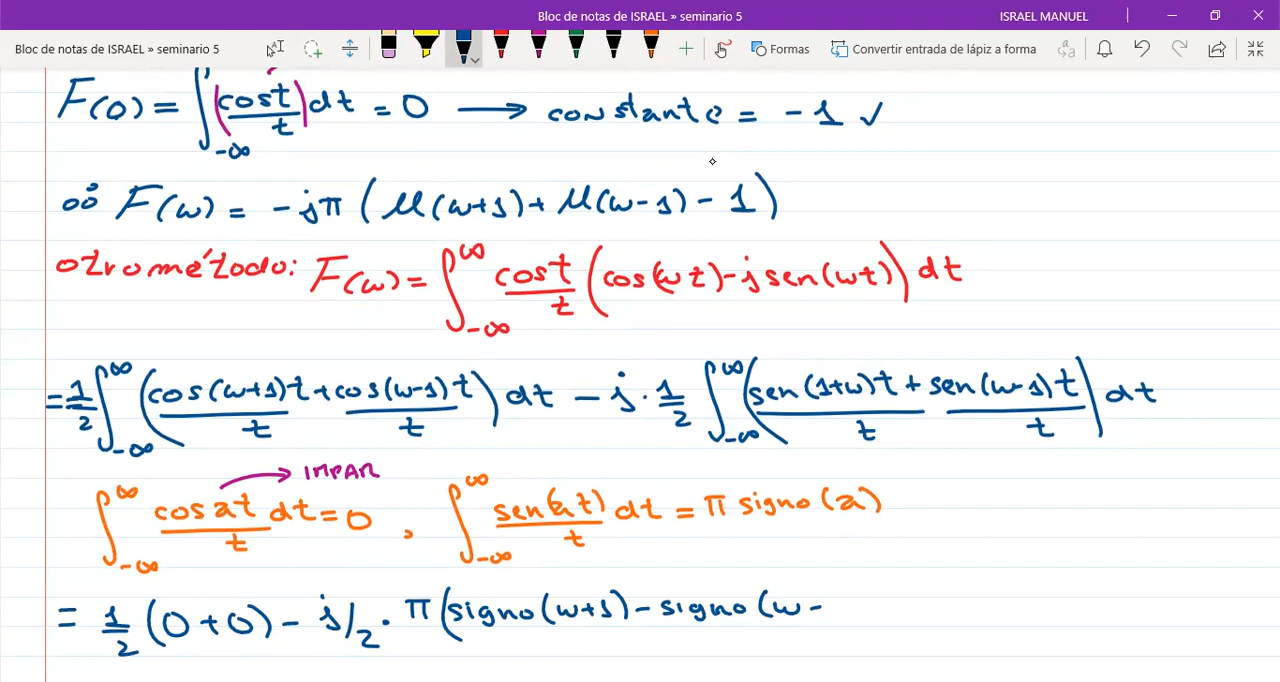 Bloc de notas de ISRAEL » seminario 5
ISRAEL MANUEL
Bloc de notas de ISRAEL » seminario 5
Formas
Convertir entrada de lápiz a forma
F(0) = ∫_{-∞} (cost/t) dt = 0 → constante = -1 ✓
∴ F(w) = -jπ (μ(w+1) + μ(w-1) - 1)
otro método: F(w) = ∫_{-∞}^{∞} cost/t (cos(wt) - j sen(wt)) dt
= 1/2 ∫_{-∞}^{∞} (cos(w+1)t/t + cos(w-1)t/t) dt - j · 1/2 ∫_{-∞}^{∞} (sen(1+w)t/t + sen(w-1)t/t) dt
IMPAR
∫_{-∞}^{∞} cos at/t dt = 0 , ∫_{-∞}^{∞} sen(at)/t dt = π signo(a)
= 1/2 (0+0) - j/2 · π (signo(w+1) - signo(w -